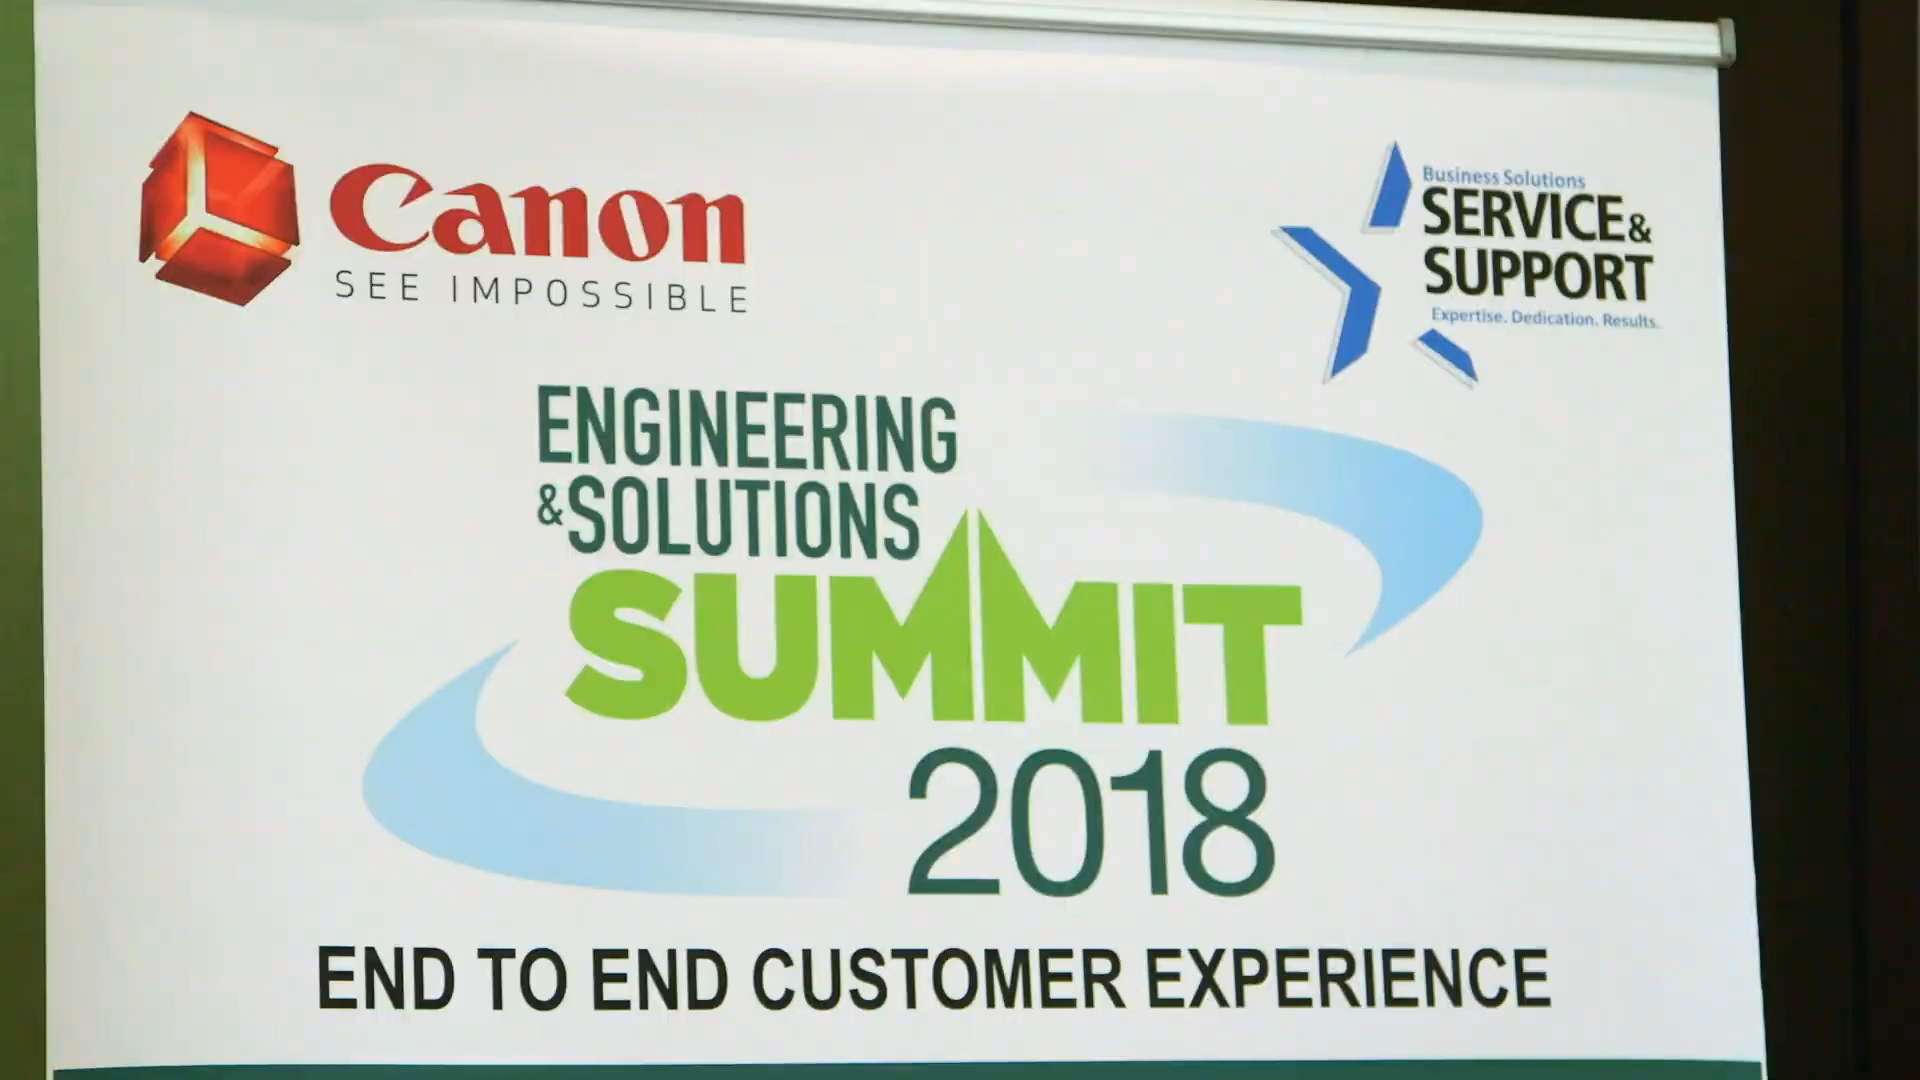 Canon
SEE IMPOSSIBLE
Business Solutions
SERVICE&
SUPPORT
Expertise. Dedication. Results.
ENGINEERING
&SOLUTIONS
SUMMIT
2018
END TO END CUSTOMER EXPERIENCE